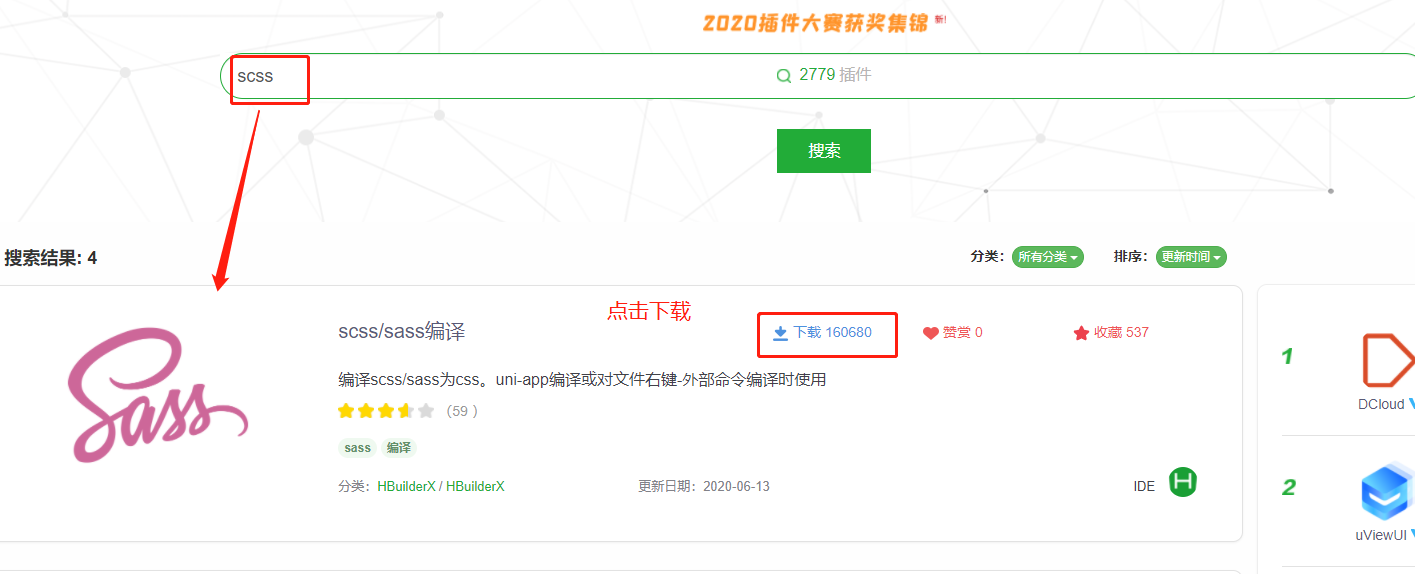 2020插件大赛获奖集锦 新!
scss
2779 插件
搜索
搜索结果: 4
分类: 所有分类 排序: 更新时间
点击下载
scss/sass编译 下载 160680 赞赏 0 收藏 537
编译scss/sass为css。uni-app编译或对文件右键-外部命令编译时使用
(59 )
sass 编译
分类: HBuilderX / HBuilderX 更新日期: 2020-06-13 IDE H
Sass
1
DCloud
2
uViewUI